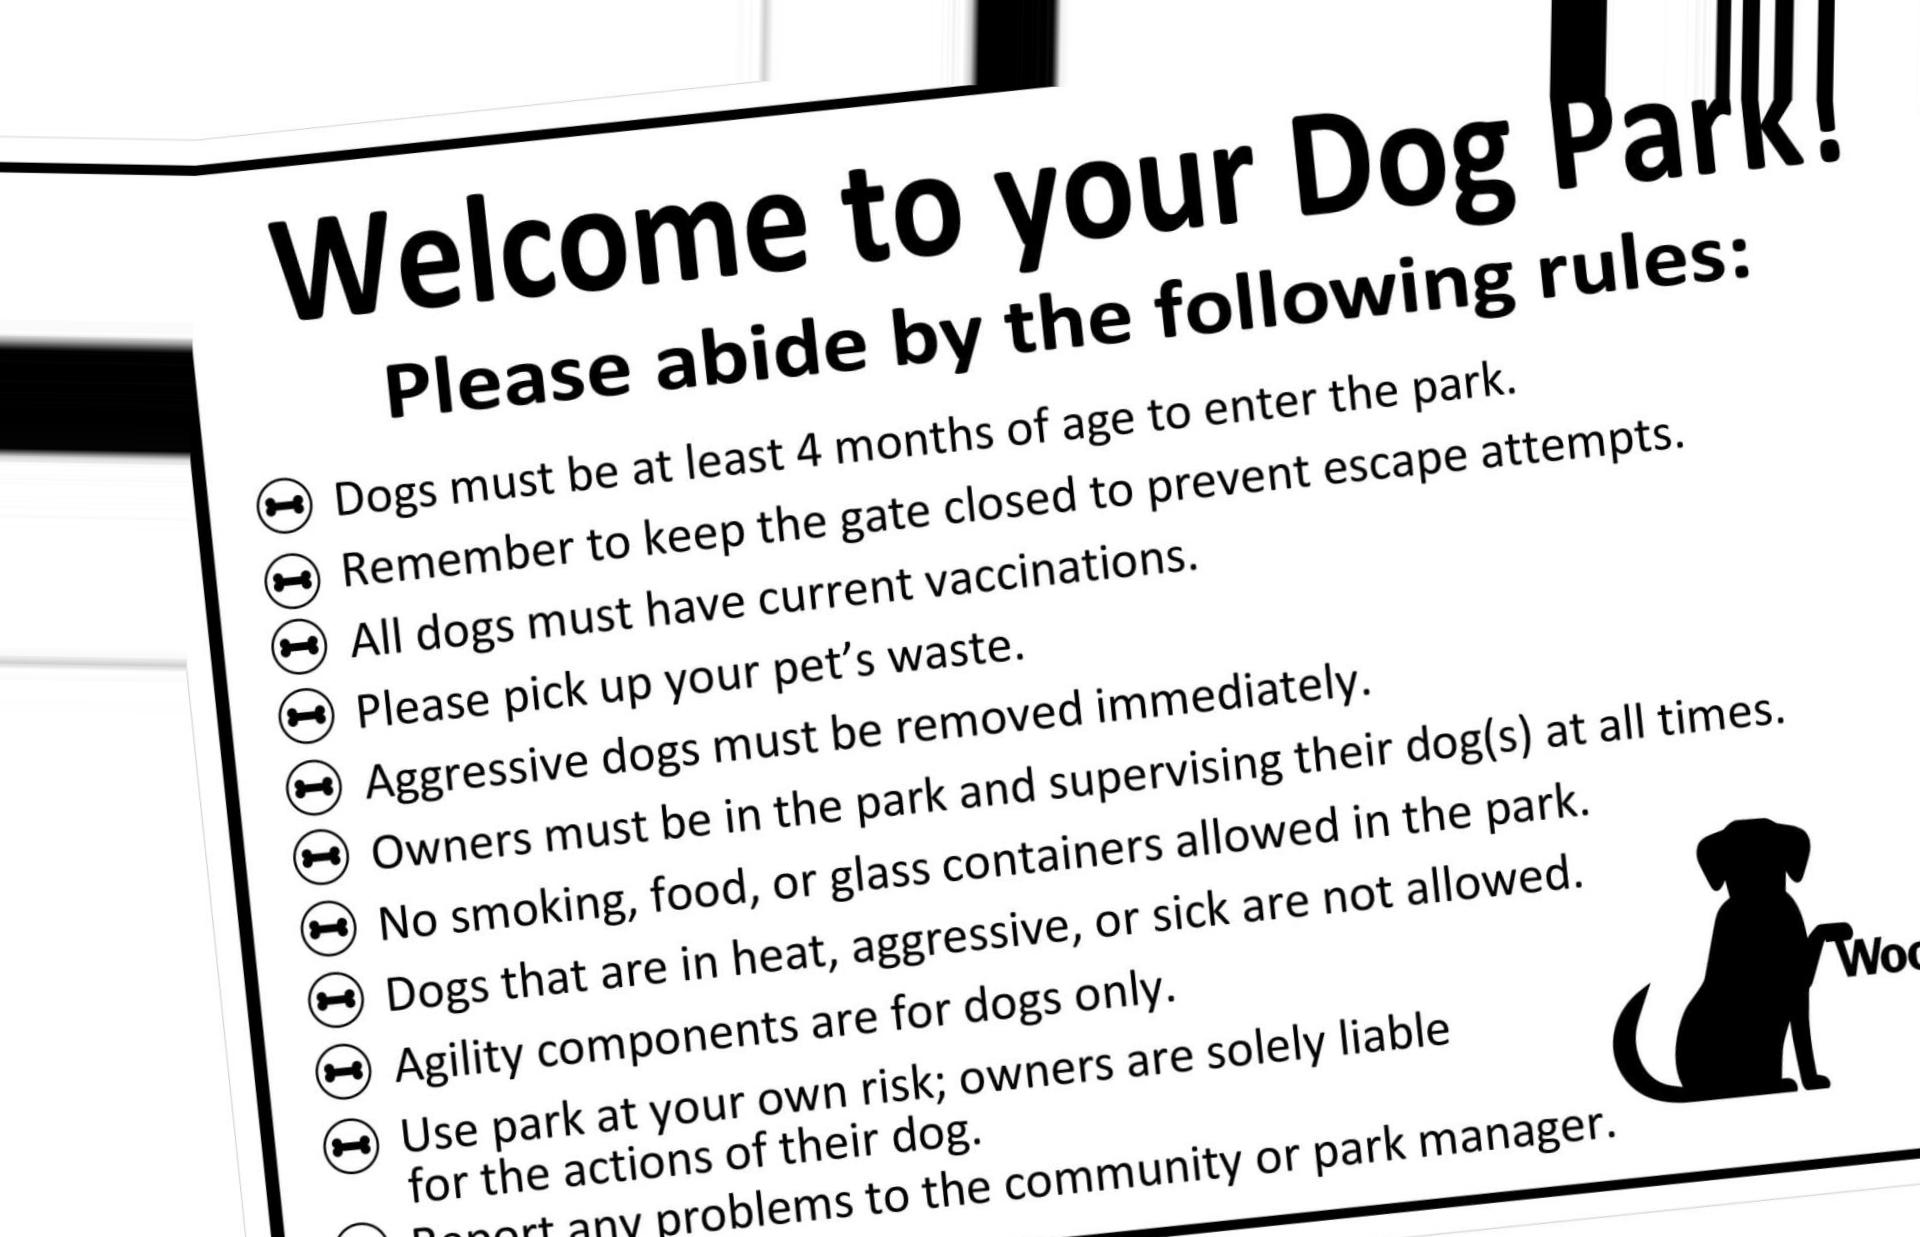 Welcome to your Dog Park!
Please abide by the following rules:
Dogs must be at least 4 months of age to enter the park.
Remember to keep the gate closed to prevent escape attempts.
All dogs must have current vaccinations.
Please pick up your pet’s waste.
Aggressive dogs must be removed immediately.
Owners must be in the park and supervising their dog(s) at all times.
No smoking, food, or glass containers allowed in the park.
Dogs that are in heat, aggressive, or sick are not allowed.
Agility components are for dogs only.
Use park at your own risk; owners are solely liable
for the actions of their dog.
Report any problems to the community or park manager.